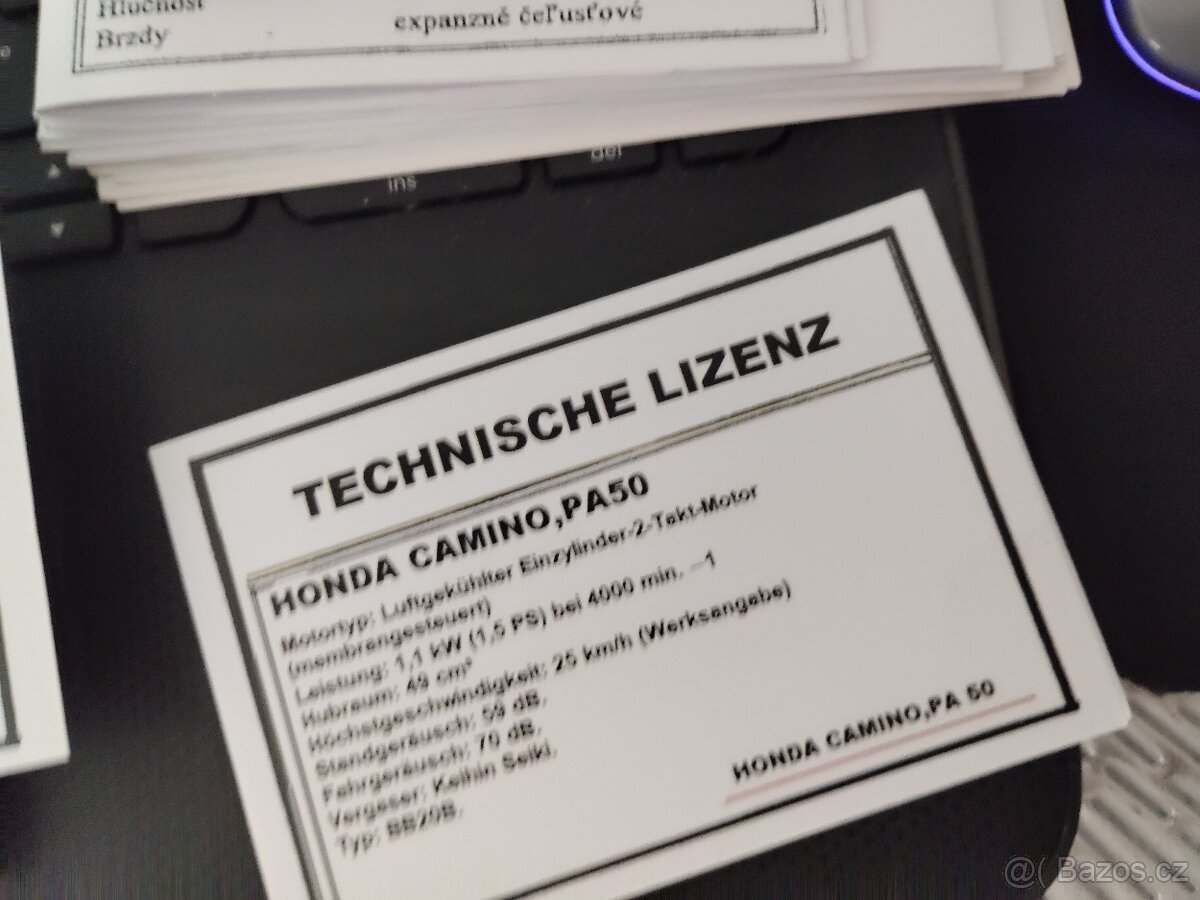 Hlučnost
Brzdy expanzné čeľusťové
ins
del
TECHNISCHE LIZENZ
HONDA CAMINO,PA50
Motortyp: Luftgekühlter Einzylinder-2-Takt-Motor
(membrangesteuert)
Leistung: 1,1 kW (1,5 PS) bei 4000 min. –1
Hubraum: 49 cm³
Höchstgeschwindigkeit: 25 km/h (Werksangabe)
Standgeräusch: 59 dB.
Fahrgeräusch: 70 dB.
Vergaser: Keihin Seiki.
Typ: BB20B.
HONDA CAMINO,PA 50
@( Bazos.cz